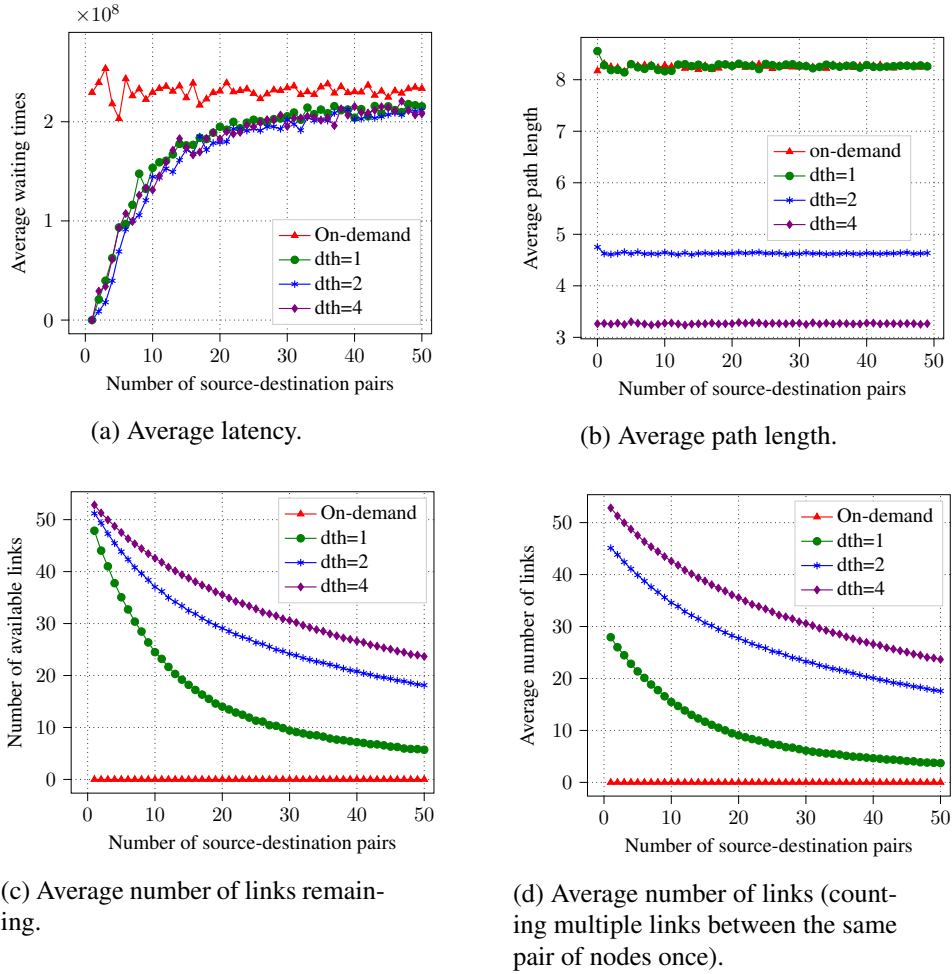 ×10⁸
Average waiting times
2
1
0
0 10 20 30 40 50
Number of source-destination pairs
On-demand
dth=1
dth=2
dth=4
(a) Average latency.
Average path length
8
7
6
5
4
3
0 10 20 30 40 50
Number of source-destination pairs
on-demand
dth=1
dth=2
dth=4
(b) Average path length.
Number of available links
50
40
30
20
10
0
0 10 20 30 40 50
Number of source-destination pairs
On-demand
dth=1
dth=2
dth=4
(c) Average number of links remain-
ing.
Average number of links
50
40
30
20
10
0
0 10 20 30 40 50
Number of source-destination pairs
On-demand
dth=1
dth=2
dth=4
(d) Average number of links (count-
ing multiple links between the same
pair of nodes once).